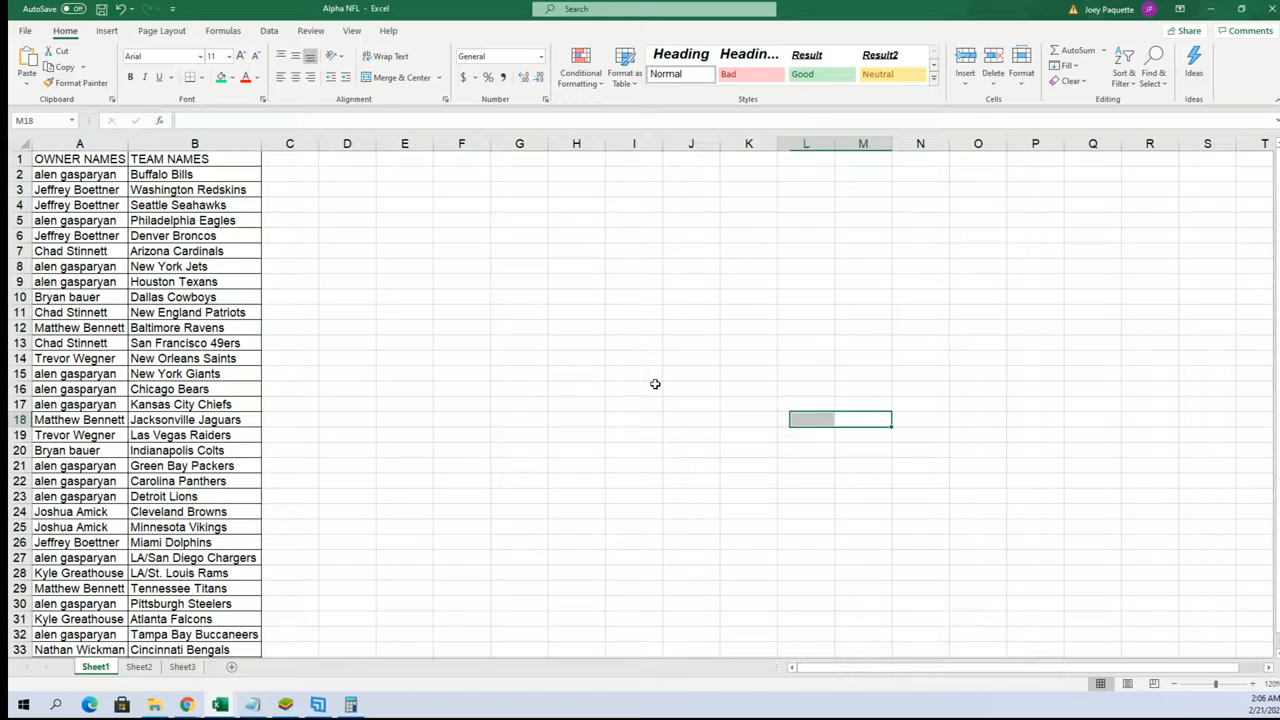 AutoSave Off Alpha NFL - Excel Search Joey Paquette JP
File Home Insert Page Layout Formulas Data Review View Help Share Comments
Cut Copy Format Painter Paste Clipboard
Arial 11 B I U A A A Font
Wrap Text Merge & Center Alignment
General $ % , Number
Conditional Formatting Format as Table
Heading Headin... Result Result2
Normal Bad Good Neutral
Styles
Insert Delete Format Cells
AutoSum Fill Clear Sort & Filter Find & Select Editing
Ideas Ideas
M18 fx
A B C D E F G H I J K L M N O P Q R S T
1 OWNER NAMES TEAM NAMES
2 alen gasparyan Buffalo Bills
3 Jeffrey Boettner Washington Redskins
4 Jeffrey Boettner Seattle Seahawks
5 alen gasparyan Philadelphia Eagles
6 Jeffrey Boettner Denver Broncos
7 Chad Stinnett Arizona Cardinals
8 alen gasparyan New York Jets
9 alen gasparyan Houston Texans
10 Bryan bauer Dallas Cowboys
11 Chad Stinnett New England Patriots
12 Matthew Bennett Baltimore Ravens
13 Chad Stinnett San Francisco 49ers
14 Trevor Wegner New Orleans Saints
15 alen gasparyan New York Giants
16 alen gasparyan Chicago Bears
17 alen gasparyan Kansas City Chiefs
18 Matthew Bennett Jacksonville Jaguars
19 Trevor Wegner Las Vegas Raiders
20 Bryan bauer Indianapolis Colts
21 alen gasparyan Green Bay Packers
22 alen gasparyan Carolina Panthers
23 alen gasparyan Detroit Lions
24 Joshua Amick Cleveland Browns
25 Joshua Amick Minnesota Vikings
26 Jeffrey Boettner Miami Dolphins
27 alen gasparyan LA/San Diego Chargers
28 Kyle Greathouse LA/St. Louis Rams
29 Matthew Bennett Tennessee Titans
30 alen gasparyan Pittsburgh Steelers
31 Kyle Greathouse Atlanta Falcons
32 alen gasparyan Tampa Bay Buccaneers
33 Nathan Wickman Cincinnati Bengals
Sheet1 Sheet2 Sheet3
120%
2:06 AM
2/21/202